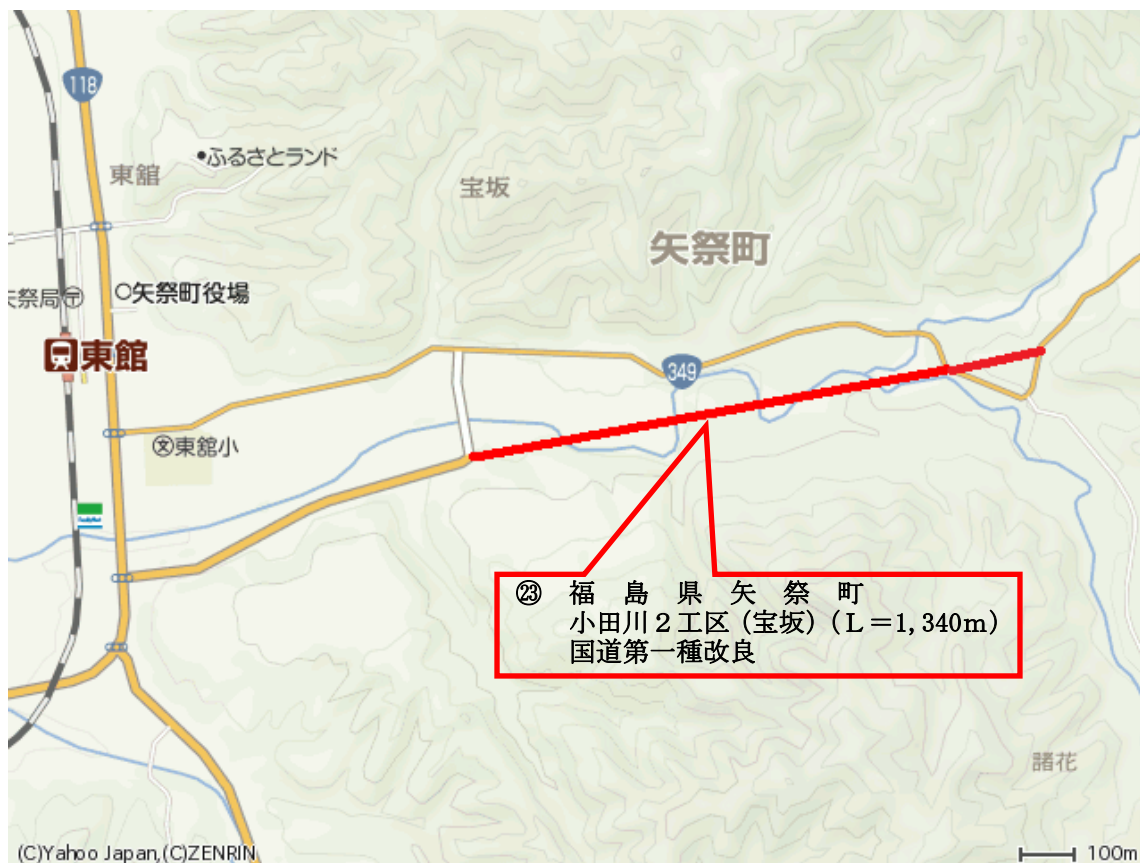 118
ふるさとランド
東舘
宝坂
矢祭町
矢祭町役場
祭局
東館
349
東舘小
FamilyMart
㉓ 福島県矢祭町
小田川2工区(宝坂)(L=1,340m)
国道第一種改良
諸花
(C)Yahoo Japan,(C)ZENRIN
100m